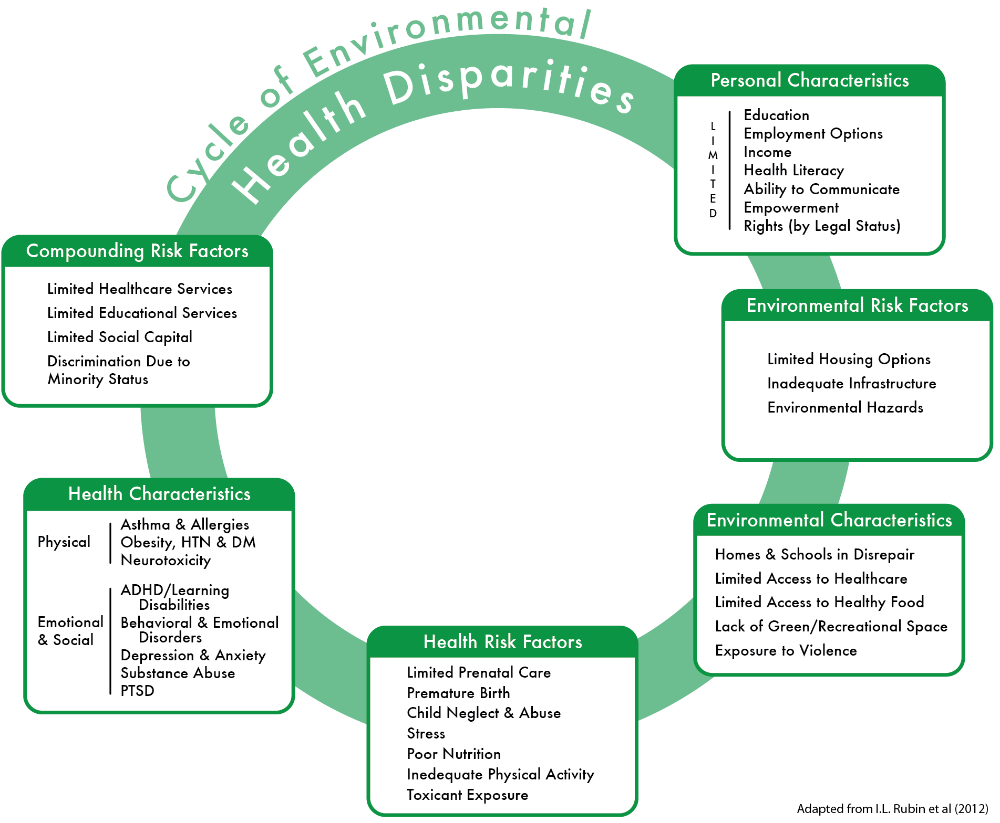 Cycle of Environmental
Health Disparities
Personal Characteristics
LIMITED
Education
Employment Options
Income
Health Literacy
Ability to Communicate
Empowerment
Rights (by Legal Status)
Environmental Risk Factors
Limited Housing Options
Inadequate Infrastructure
Environmental Hazards
Environmental Characteristics
Homes & Schools in Disrepair
Limited Access to Healthcare
Limited Access to Healthy Food
Lack of Green/Recreational Space
Exposure to Violence
Health Risk Factors
Limited Prenatal Care
Premature Birth
Child Neglect & Abuse
Stress
Poor Nutrition
Inedequate Physical Activity
Toxicant Exposure
Health Characteristics
Physical
Asthma & Allergies
Obesity, HTN & DM
Neurotoxicity
Emotional
& Social
ADHD/Learning
Disabilities
Behavioral & Emotional
Disorders
Depression & Anxiety
Substance Abuse
PTSD
Compounding Risk Factors
Limited Healthcare Services
Limited Educational Services
Limited Social Capital
Discrimination Due to
Minority Status
Adapted from I.L. Rubin et al (2012)